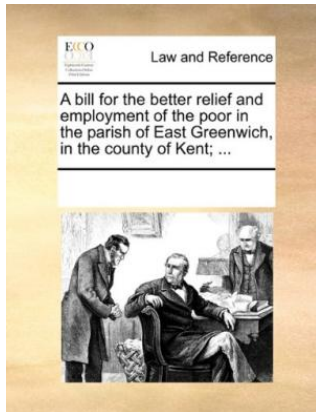 ECCO
Law and Reference
A bill for the better relief and
employment of the poor in
the parish of East Greenwich,
in the county of Kent; ...